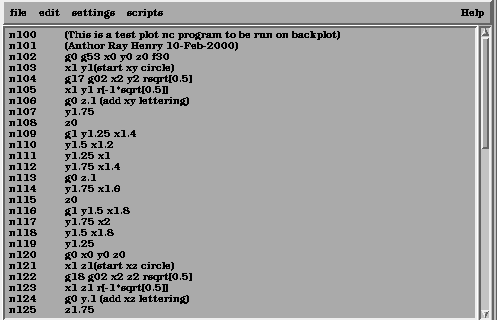 file edit settings scripts Help
n100 (This is a test plot nc program to be run on backplot)
n101 (Author Ray Henry 10-Feb-2000)
n102 g0 g53 x0 y0 z0 f30
n103 x1 y1(start xy circle)
n104 g17 g02 x2 y2 rsqrt[0.5]
n105 x1 y1 r[-1*sqrt[0.5]]
n106 g0 z.1 (add xy lettering)
n107 y1.75
n108 z0
n109 g1 y1.25 x1.4
n110 y1.5 x1.2
n111 y1.25 x1
n112 y1.75 x1.4
n113 g0 z.1
n114 y1.75 x1.6
n115 z0
n116 g1 y1.5 x1.8
n117 y1.75 x2
n118 y1.5 x1.8
n119 y1.25
n120 g0 x0 y0 z0
n121 x1 z1(start xz circle)
n122 g18 g02 x2 z2 rsqrt[0.5]
n123 x1 z1 r[-1*sqrt[0.5]]
n124 g0 y.1 (add xz lettering)
n125 z1.75